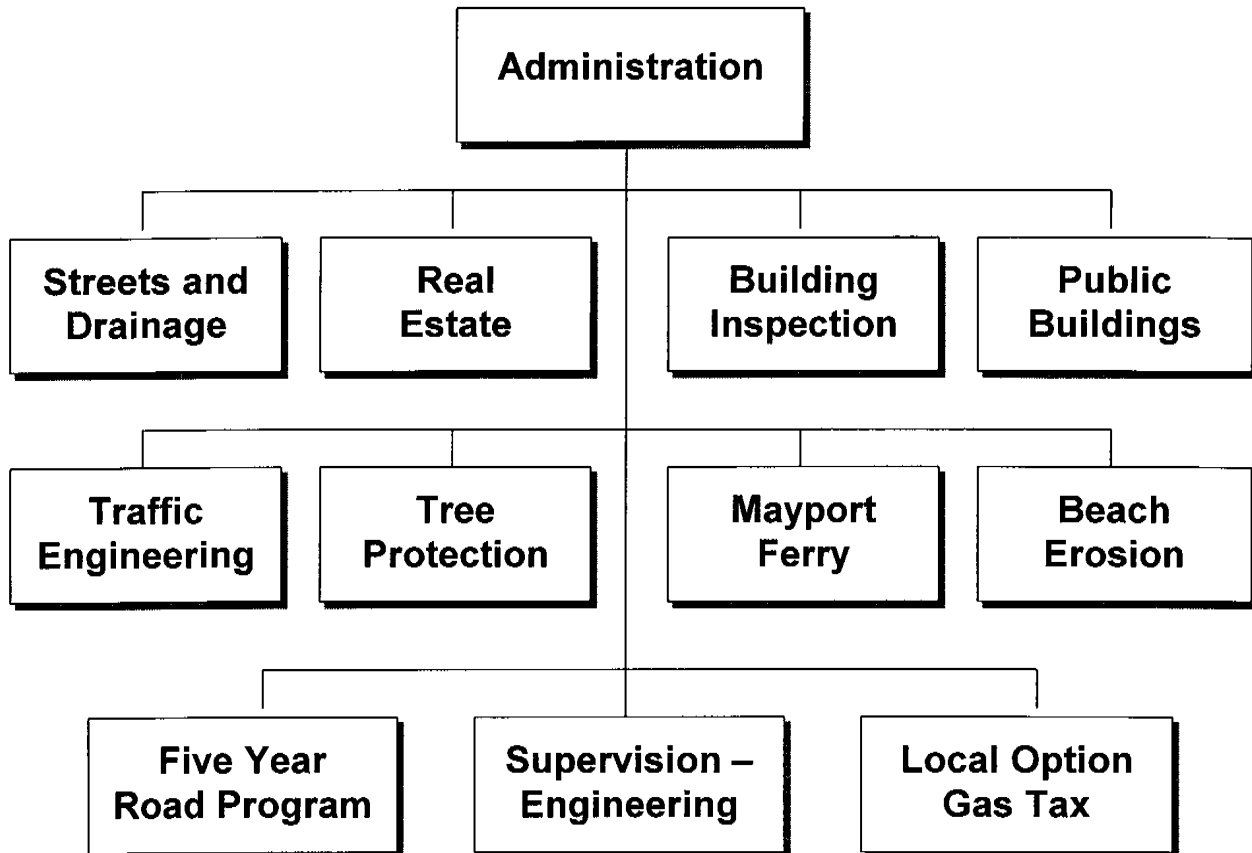 Administration
Streets and
Drainage
Real
Estate
Building
Inspection
Public
Buildings
Traffic
Engineering
Tree
Protection
Mayport
Ferry
Beach
Erosion
Five Year
Road Program
Supervision –
Engineering
Local Option
Gas Tax